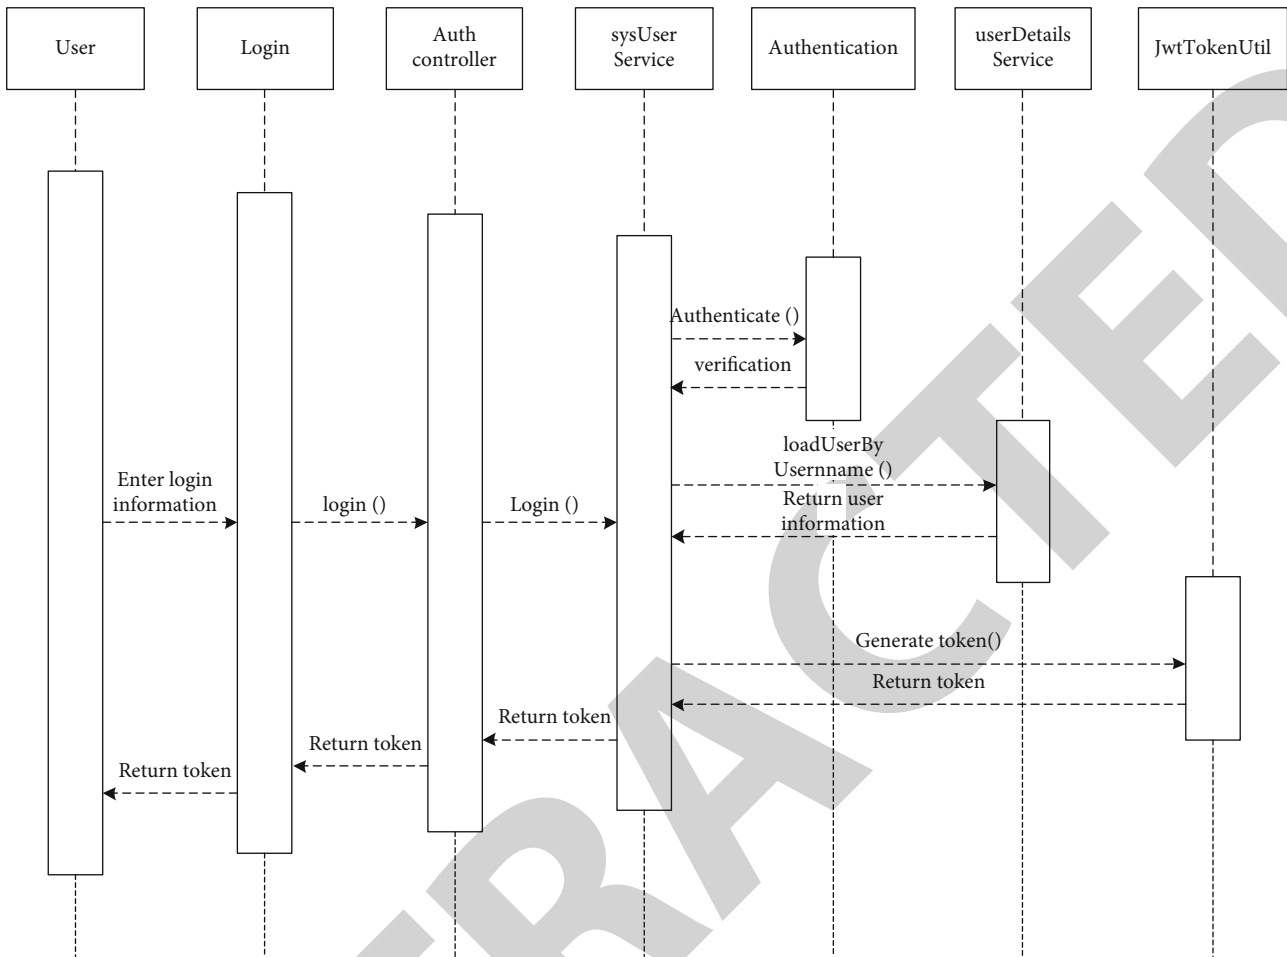 User
Login
Auth
controller
sysUser
Service
Authentication
userDetails
Service
JwtTokenUtil
Authenticate ()
verification
loadUserBy
Usernname ()
Enter login
information
login ()
Login ()
Return user
information
Generate token()
Return token
Return token
Return token
Return token
TRACTED